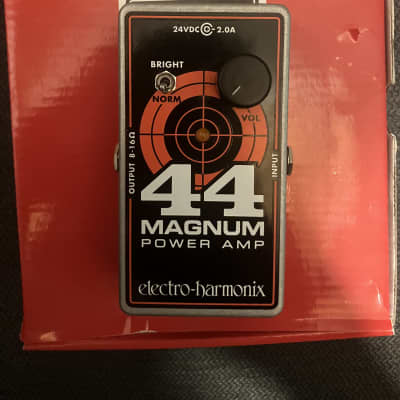 24VDC 2.0A
BRIGHT
NORM
VOL
OUTPUT 8-16Ω
INPUT
44
MAGNUM
POWER AMP
electro-harmonix